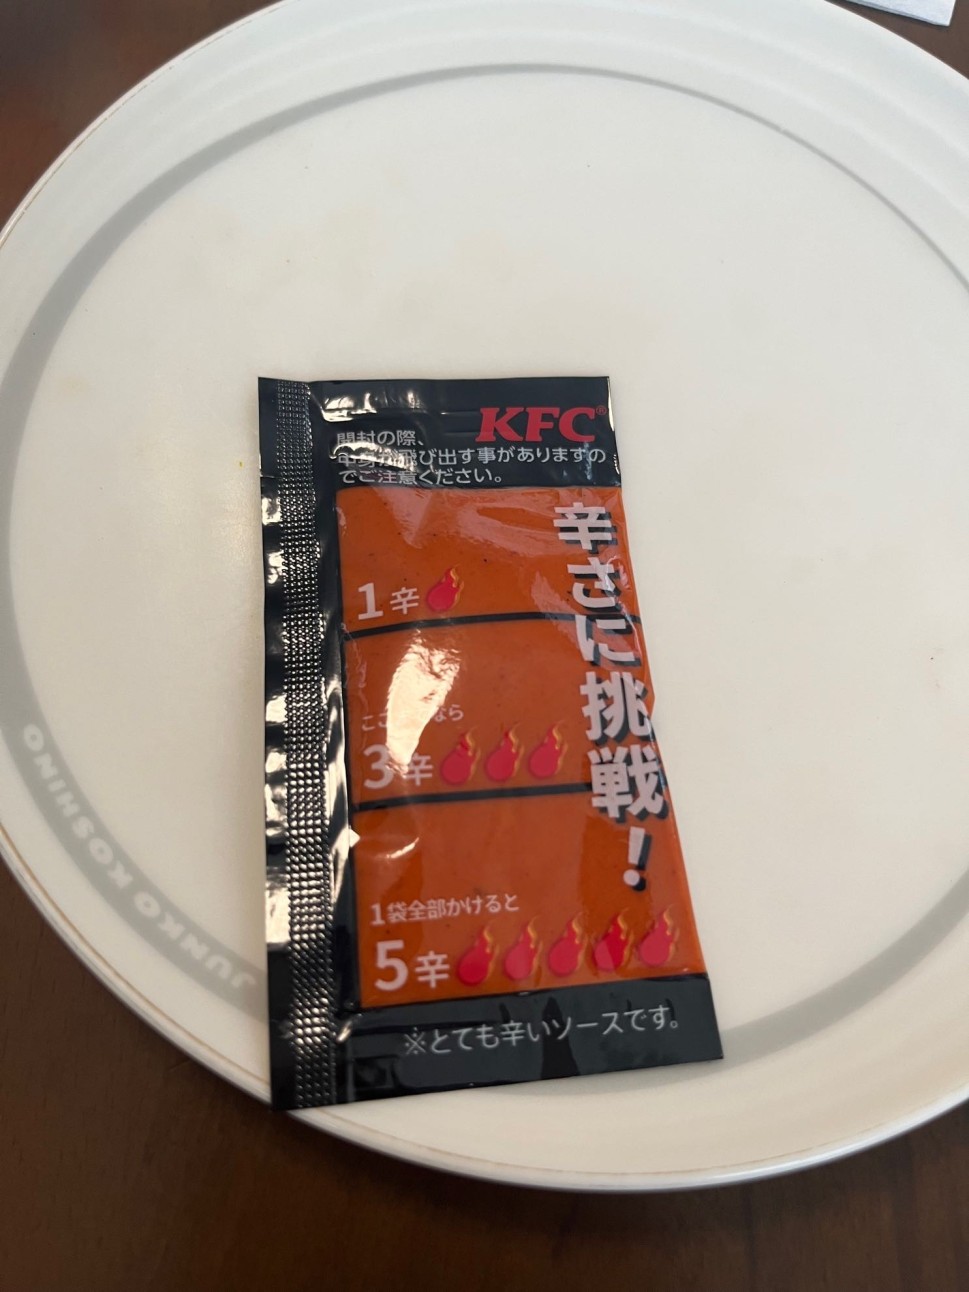 KFC®
開封の際、
中身が飛び出す事がありますの
でご注意ください。
辛さに挑戦！
1辛
なら
3辛
1袋全部かけると
5辛
※とても辛いソースです。
JUNKO KOSHINO